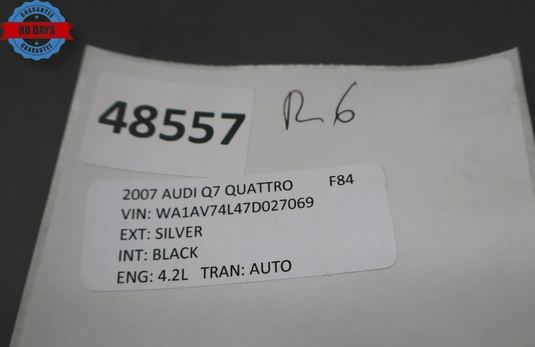 GUARANTEE
90 DAYS
GUARANTEE
48557
R 6
2007 AUDI Q7 QUATTRO F84
VIN: WA1AV74L47D027069
EXT: SILVER
INT: BLACK
ENG: 4.2L TRAN: AUTO